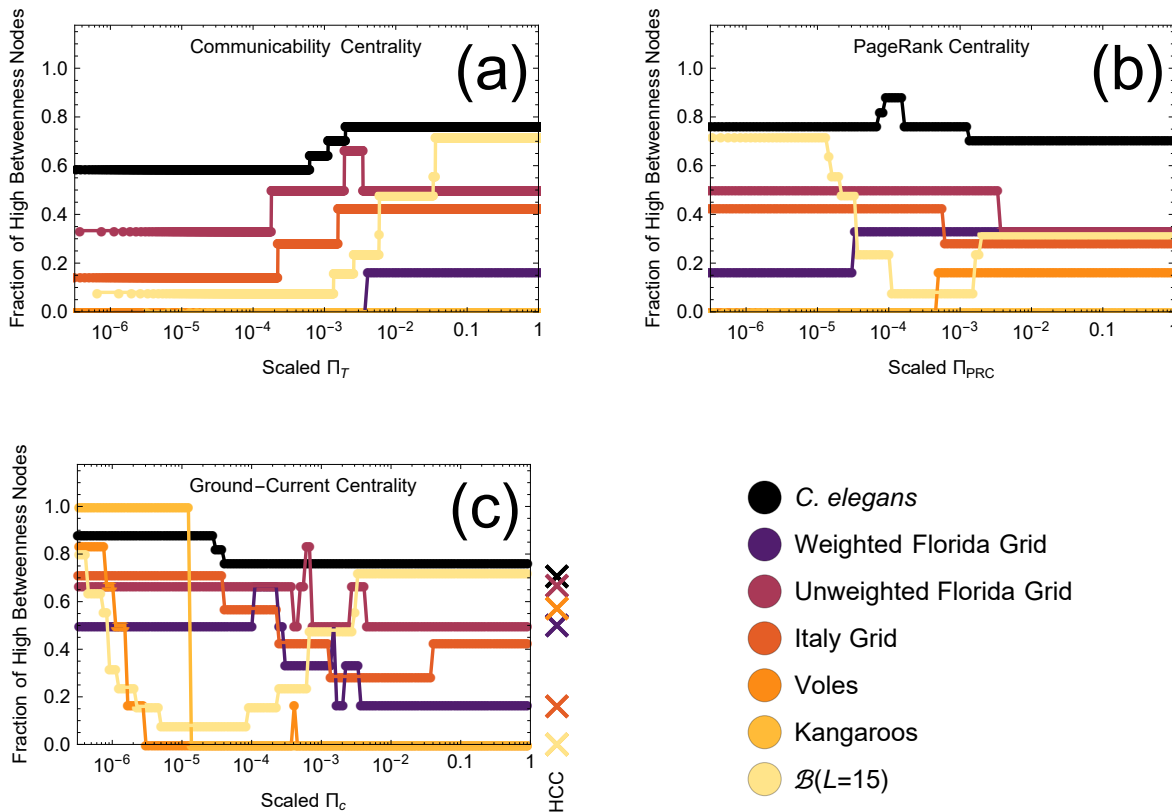 Communicability Centrality
(a)
Fraction of High Betweenness Nodes
1.0
0.8
0.6
0.4
0.2
0.0
10⁻⁶
10⁻⁵
10⁻⁴
10⁻³
10⁻²
0.1
1
Scaled Π_T
PageRank Centrality
(b)
Fraction of High Betweenness Nodes
1.0
0.8
0.6
0.4
0.2
0.0
10⁻⁶
10⁻⁵
10⁻⁴
10⁻³
10⁻²
0.1
1
Scaled Π_PRC
Ground-Current Centrality
(c)
Fraction of High Betweenness Nodes
1.0
0.8
0.6
0.4
0.2
0.0
10⁻⁶
10⁻⁵
10⁻⁴
10⁻³
10⁻²
0.1
1
HCC
Scaled Π_c
C. elegans
Weighted Florida Grid
Unweighted Florida Grid
Italy Grid
Voles
Kangaroos
ℬ(L=15)